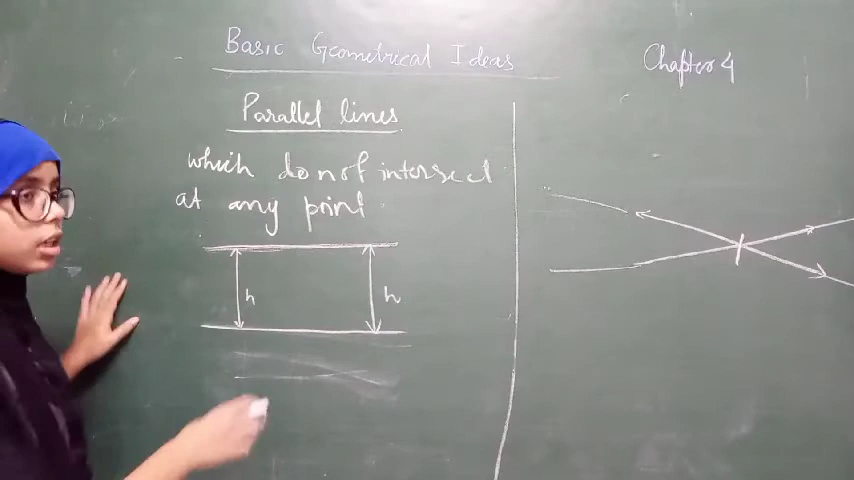 Basic Geometrical Ideas
Chapter 4
Parallel lines
which do not intersect
at any point
h
h